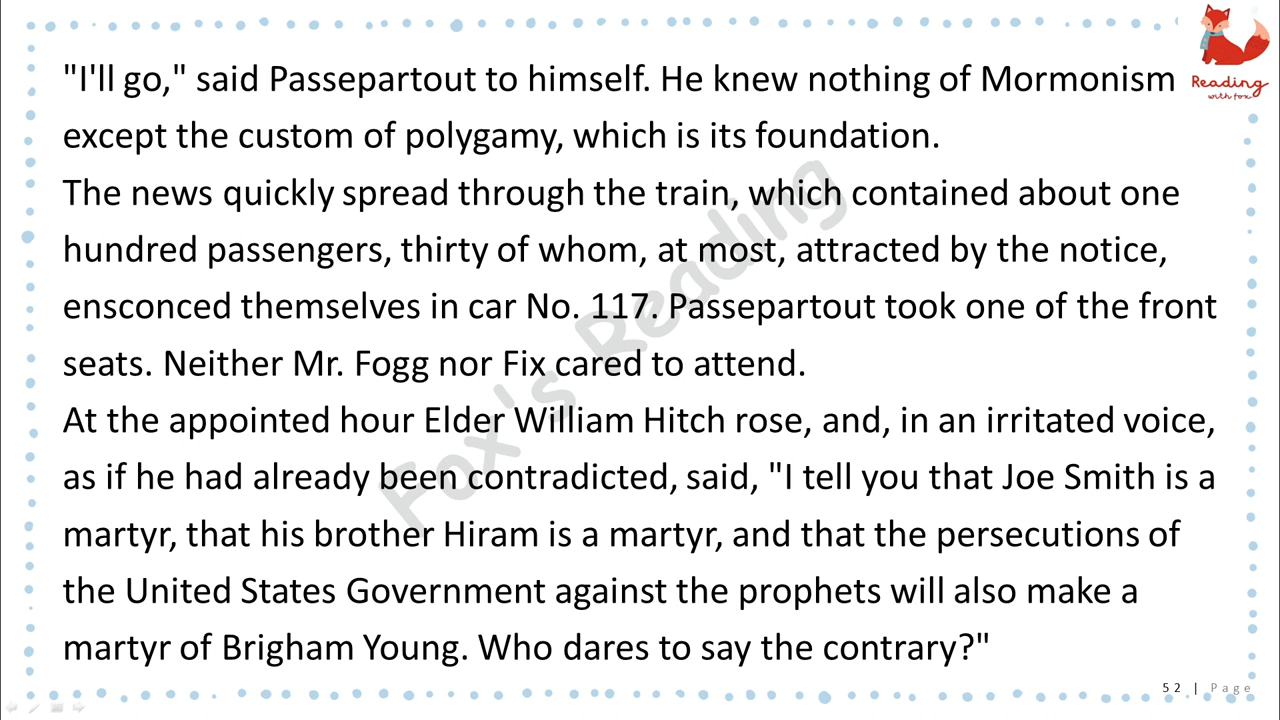 "I'll go," said Passepartout to himself. He knew nothing of Mormonism
except the custom of polygamy, which is its foundation.
The news quickly spread through the train, which contained about one
hundred passengers, thirty of whom, at most, attracted by the notice,
ensconced themselves in car No. 117. Passepartout took one of the front
seats. Neither Mr. Fogg nor Fix cared to attend.
At the appointed hour Elder William Hitch rose, and, in an irritated voice,
as if he had already been contradicted, said, "I tell you that Joe Smith is a
martyr, that his brother Hiram is a martyr, and that the persecutions of
the United States Government against the prophets will also make a
martyr of Brigham Young. Who dares to say the contrary?"
Reading
with fox
Fox's Reading
52 | Page